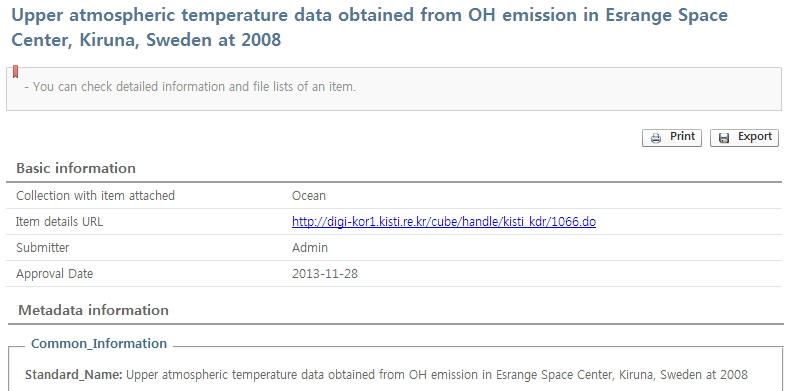 Upper atmospheric temperature data obtained from OH emission in Esrange Space
Center, Kiruna, Sweden at 2008
- You can check detailed information and file lists of an item.
Print Export
Basic information
Collection with item attached Ocean
Item details URL http://digi-kor1.kisti.re.kr/cube/handle/kisti_kdr/1066.do
Submitter Admin
Approval Date 2013-11-28
Metadata information
Common_Information
Standard_Name: Upper atmospheric temperature data obtained from OH emission in Esrange Space Center, Kiruna, Sweden at 2008